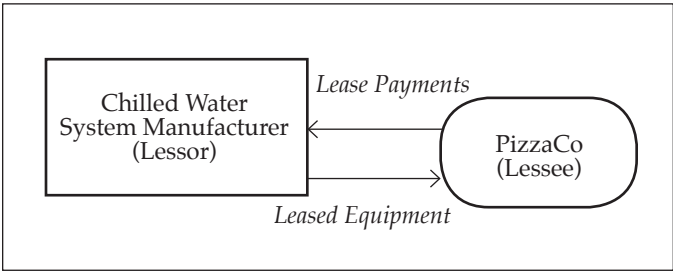 Chilled Water
System Manufacturer
(Lessor)
Lease Payments
PizzaCo
(Lessee)
Leased Equipment